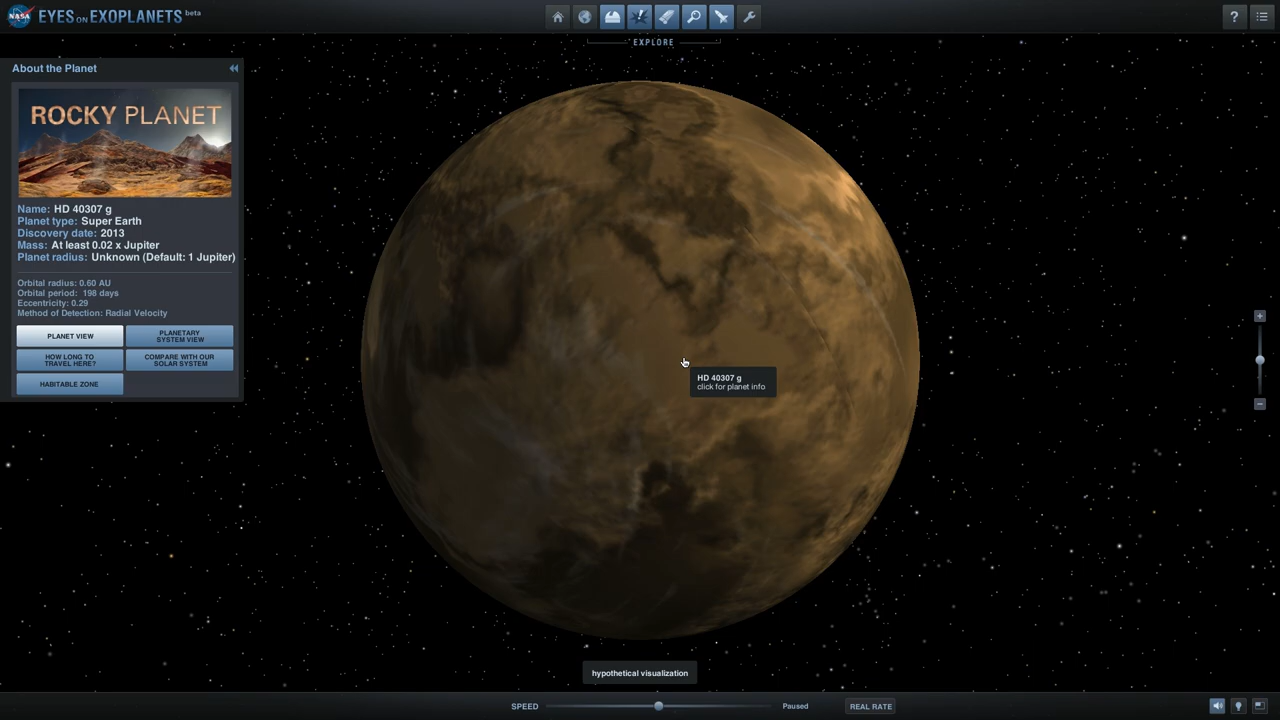 NASA
EYES ON EXOPLANETS beta
?
EXPLORE
About the Planet
ROCKY PLANET
Name: HD 40307 g
Planet type: Super Earth
Discovery date: 2013
Mass: At least 0.02 x Jupiter
Planet radius: Unknown (Default: 1 Jupiter)
Orbital radius: 0.60 AU
Orbital period: 198 days
Eccentricity: 0.29
Method of Detection: Radial Velocity
PLANET VIEW
PLANETARY
SYSTEM VIEW
HOW LONG TO
TRAVEL HERE?
COMPARE WITH OUR
SOLAR SYSTEM
HABITABLE ZONE
HD 40307 g
click for planet info
hypothetical visualization
SPEED
Paused
REAL RATE